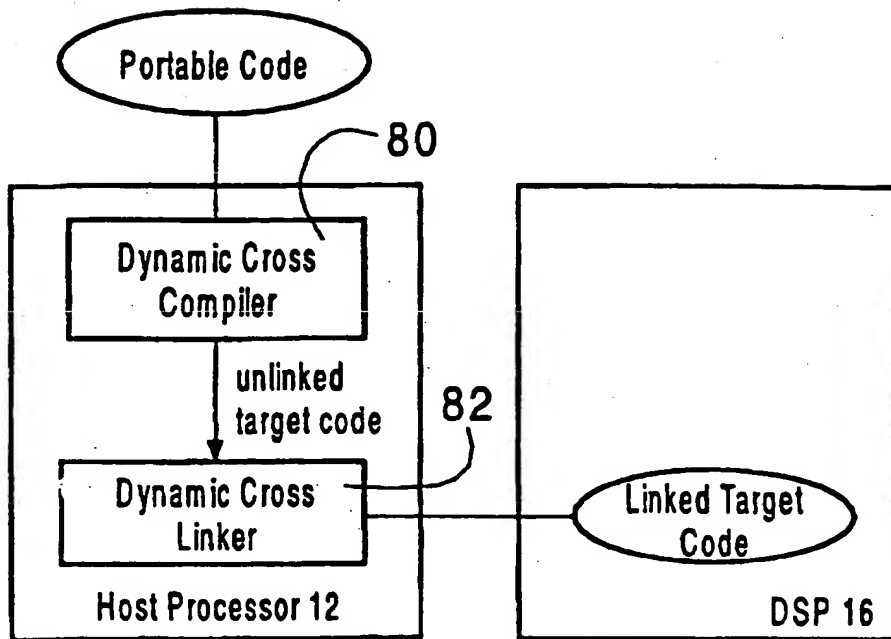 Portable Code
80
Dynamic Cross
Compiler
unlinked
target code
82
Dynamic Cross
Linker
Linked Target
Code
Host Processor 12
DSP 16